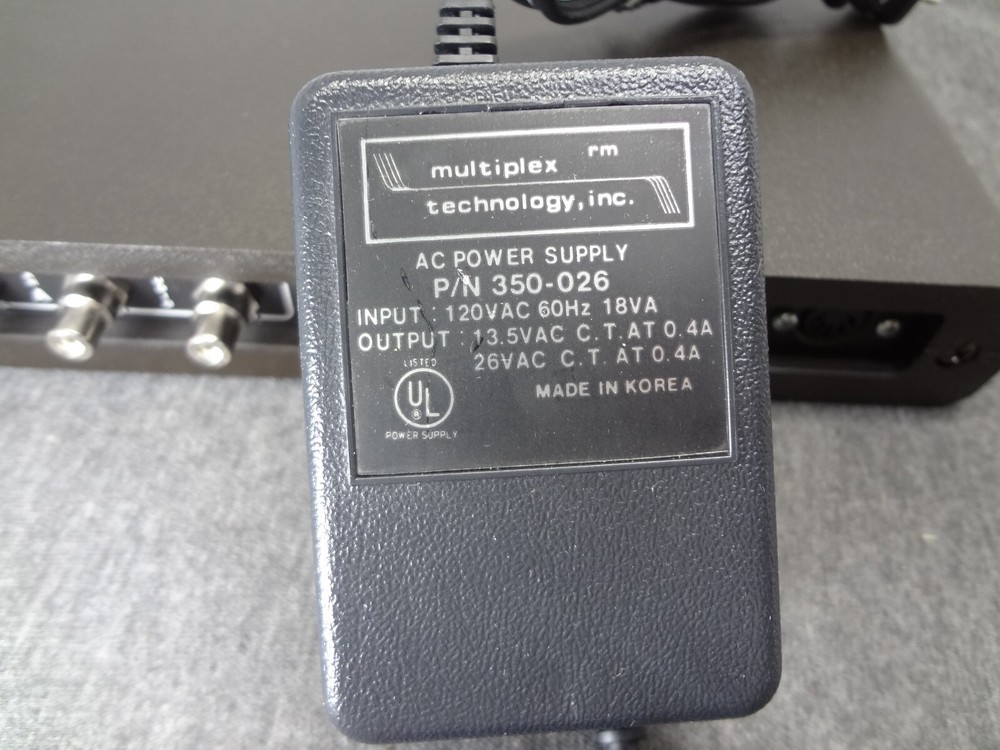 multiplex rm
technology, inc.
AC POWER SUPPLY
P/N 350-026
INPUT : 120VAC 60Hz 18VA
OUTPUT : 13.5VAC C.T. AT 0.4A
26VAC C.T. AT 0.4A
LISTED
UL
®
POWER SUPPLY
MADE IN KOREA